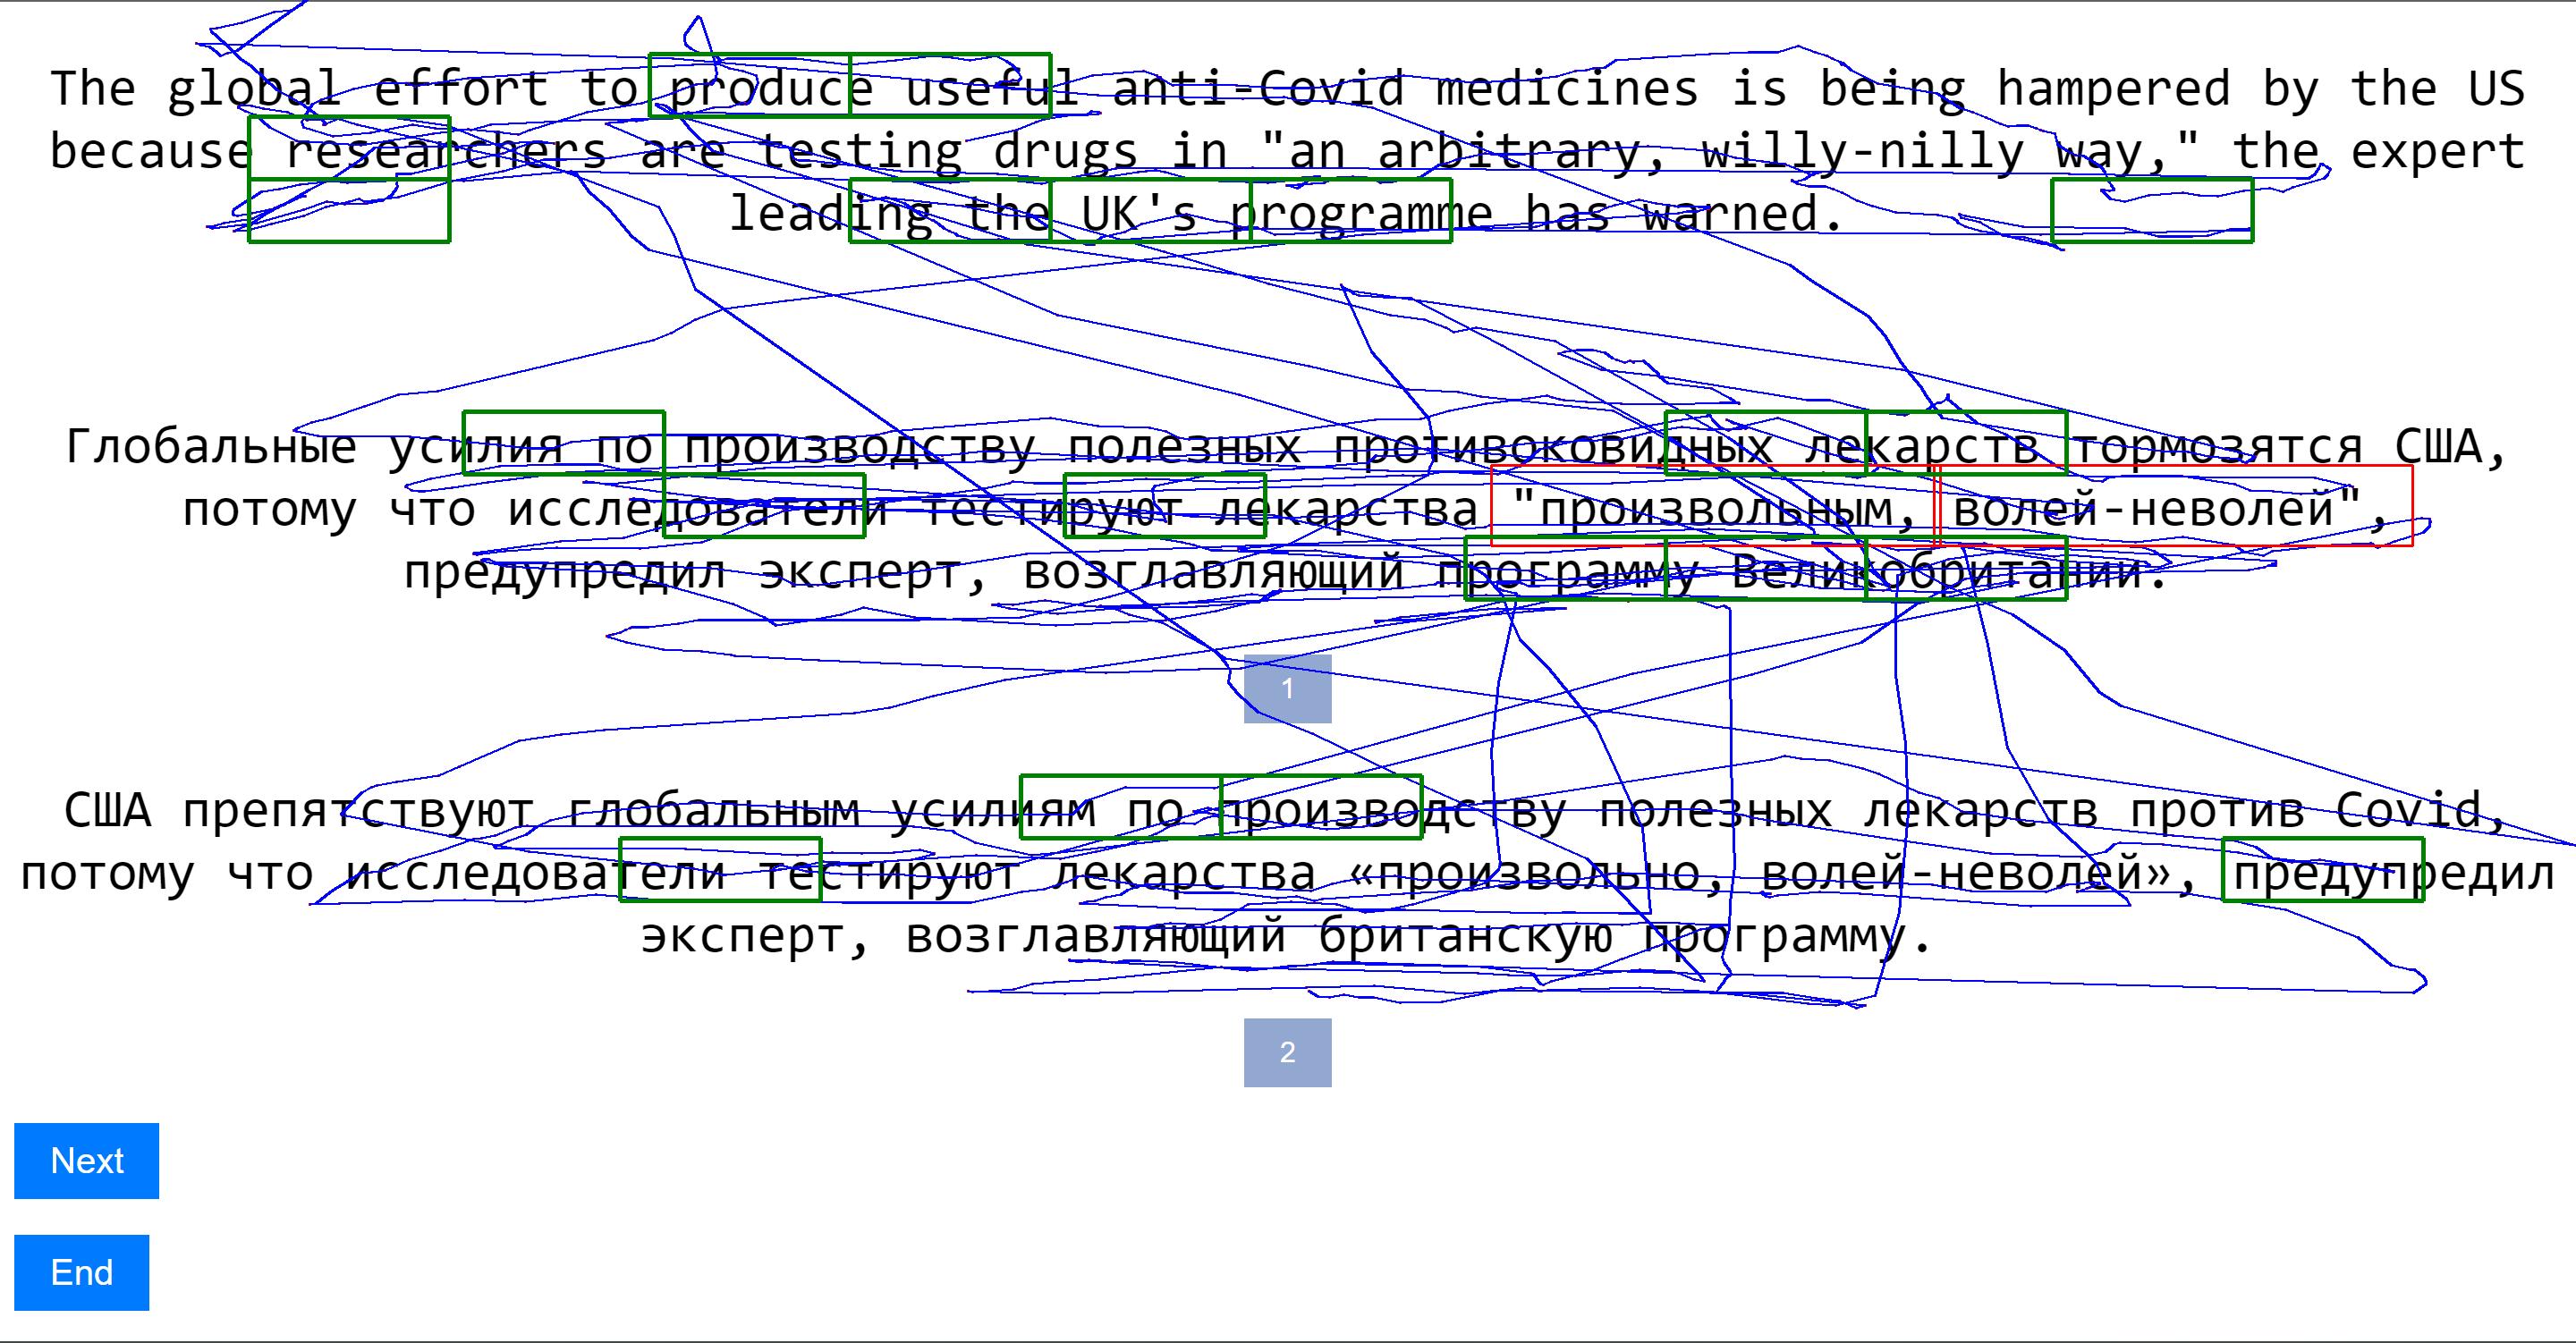 The global effort to produce useful anti-Covid medicines is being hampered by the US
because researchers are testing drugs in "an arbitrary, willy-nilly way," the expert
leading the UK's programme has warned.
Глобальные усилия по производству полезных противоковидных лекарств тормозятся США,
потому что исследователи тестируют лекарства "произвольным, волей-неволей",
предупредил эксперт, возглавляющий программу Великобритании.
1
США препятствуют глобальным усилиям по производству полезных лекарств против Covid,
потому что исследователи тестируют лекарства «произвольно, волей-неволей», предупредил
эксперт, возглавляющий британскую программу.
2
Next
End